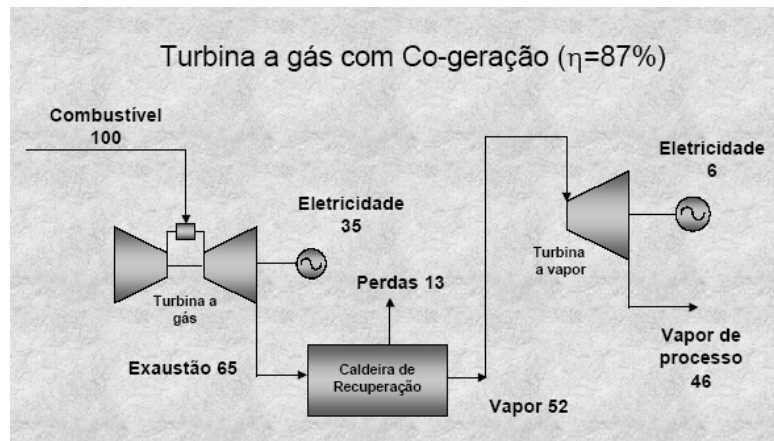 Turbina a gás com Co-geração (η=87%)
Combustível
100
Eletricidade
35
Turbina a
gás
Exaustão 65
Perdas 13
Caldeira de
Recuperação
Vapor 52
Turbina
a vapor
Eletricidade
6
Vapor de
processo
46